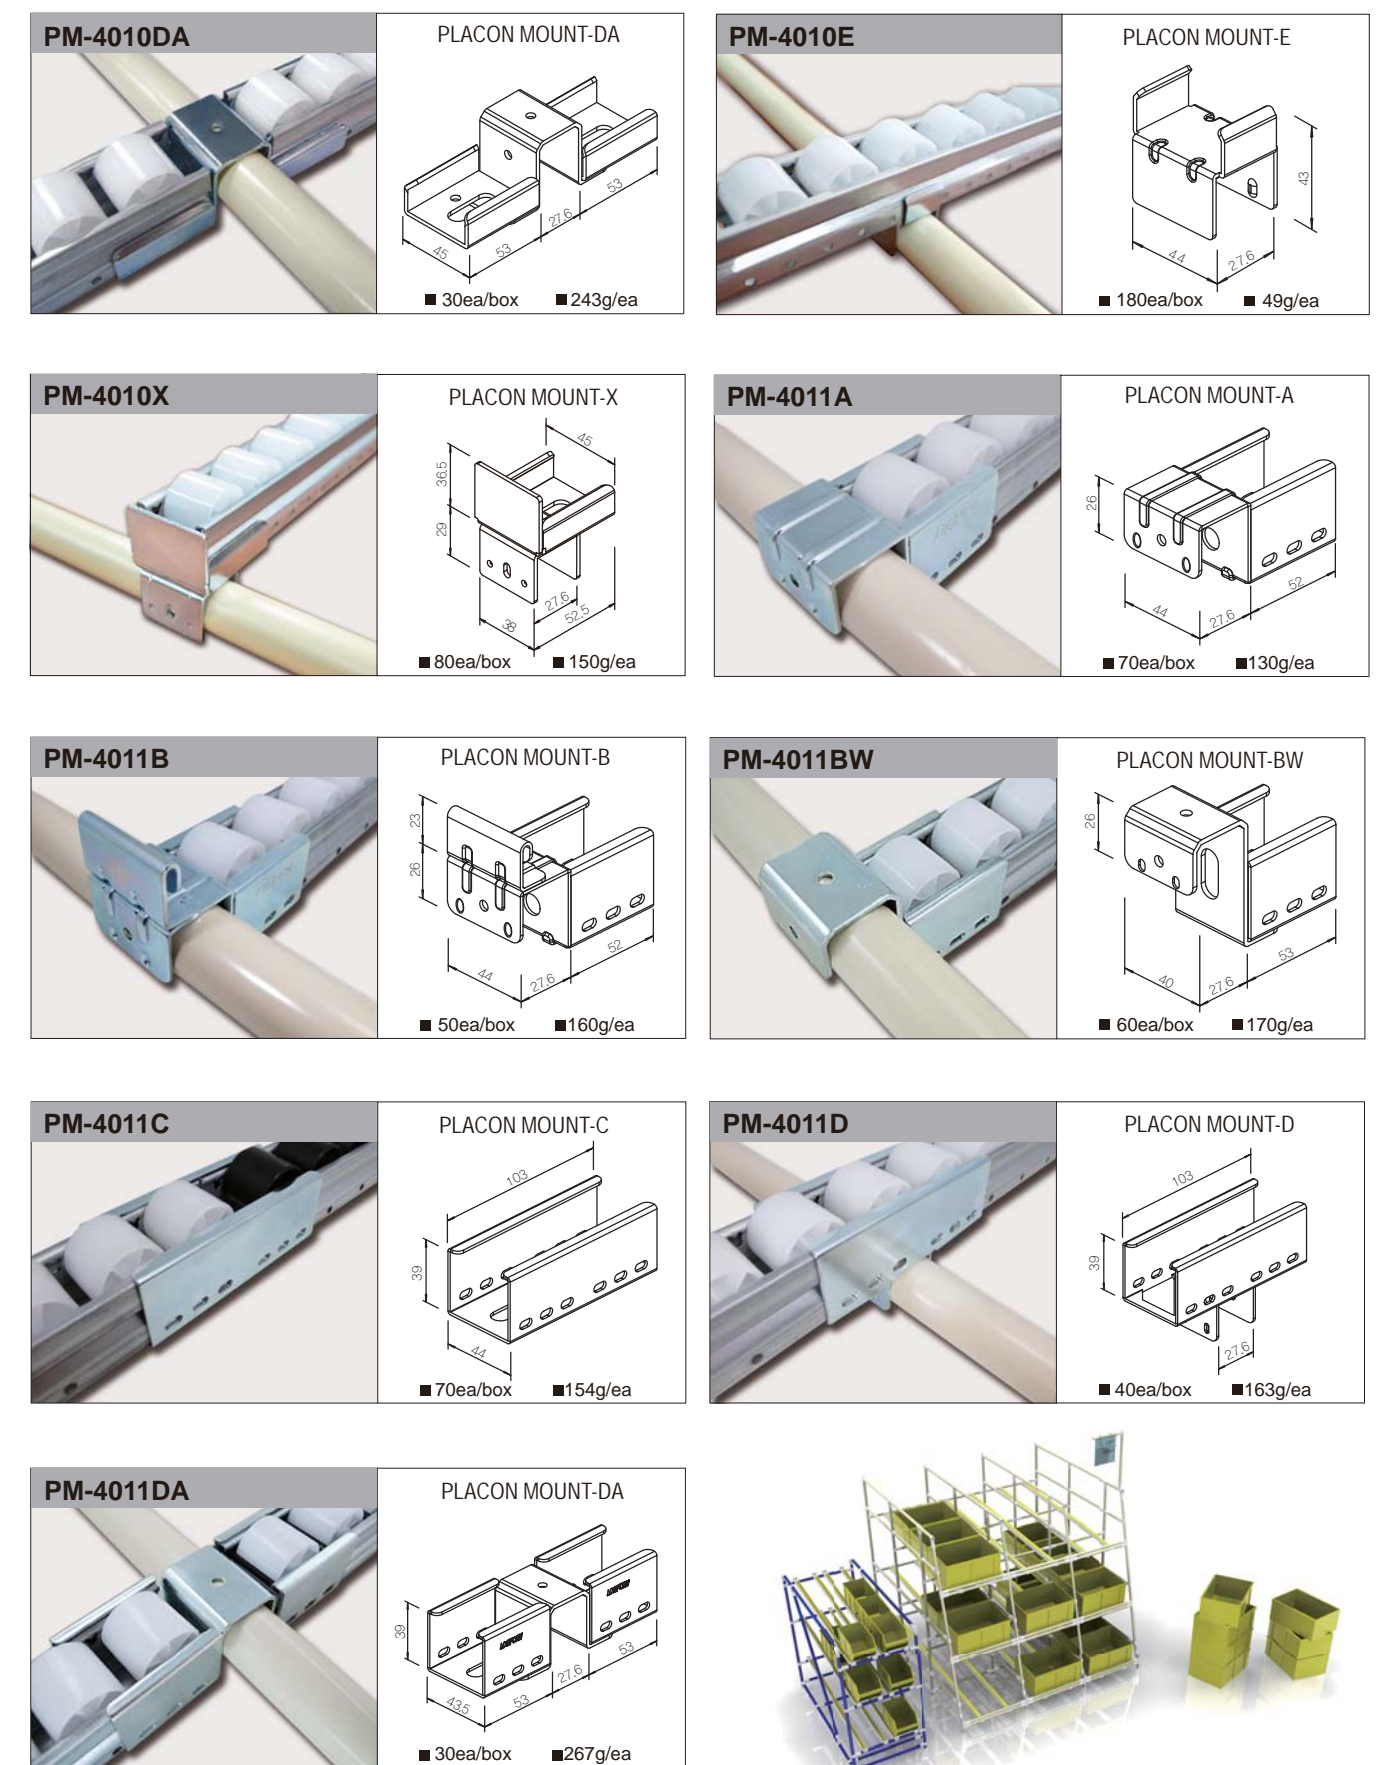 PM-4010DA
PLACON MOUNT-DA
45
53
27.6
53
■ 30ea/box ■ 243g/ea
PM-4010E
PLACON MOUNT-E
43
44
27.6
■ 180ea/box ■ 49g/ea
PM-4010X
PLACON MOUNT-X
45
36.5
29
27.6
52.5
38
■ 80ea/box ■ 150g/ea
PM-4011A
PLACON MOUNT-A
26
52
44
27.6
■ 70ea/box ■ 130g/ea
PM-4011B
PLACON MOUNT-B
23
26
52
44
27.6
■ 50ea/box ■ 160g/ea
PM-4011BW
PLACON MOUNT-BW
26
53
40
27.6
■ 60ea/box ■ 170g/ea
PM-4011C
PLACON MOUNT-C
103
39
44
■ 70ea/box ■ 154g/ea
PM-4011D
PLACON MOUNT-D
103
39
27.6
■ 40ea/box ■ 163g/ea
PM-4011DA
PLACON MOUNT-DA
39
53
27.6
43.5
53
■ 30ea/box ■ 267g/ea